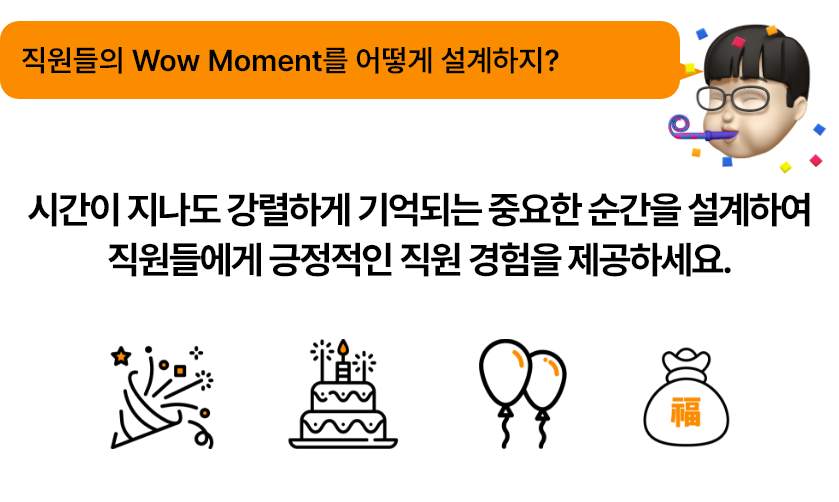 직원들의 Wow Moment를 어떻게 설계하지?
시간이 지나도 강렬하게 기억되는 중요한 순간을 설계하여
직원들에게 긍정적인 직원 경험을 제공하세요.
福